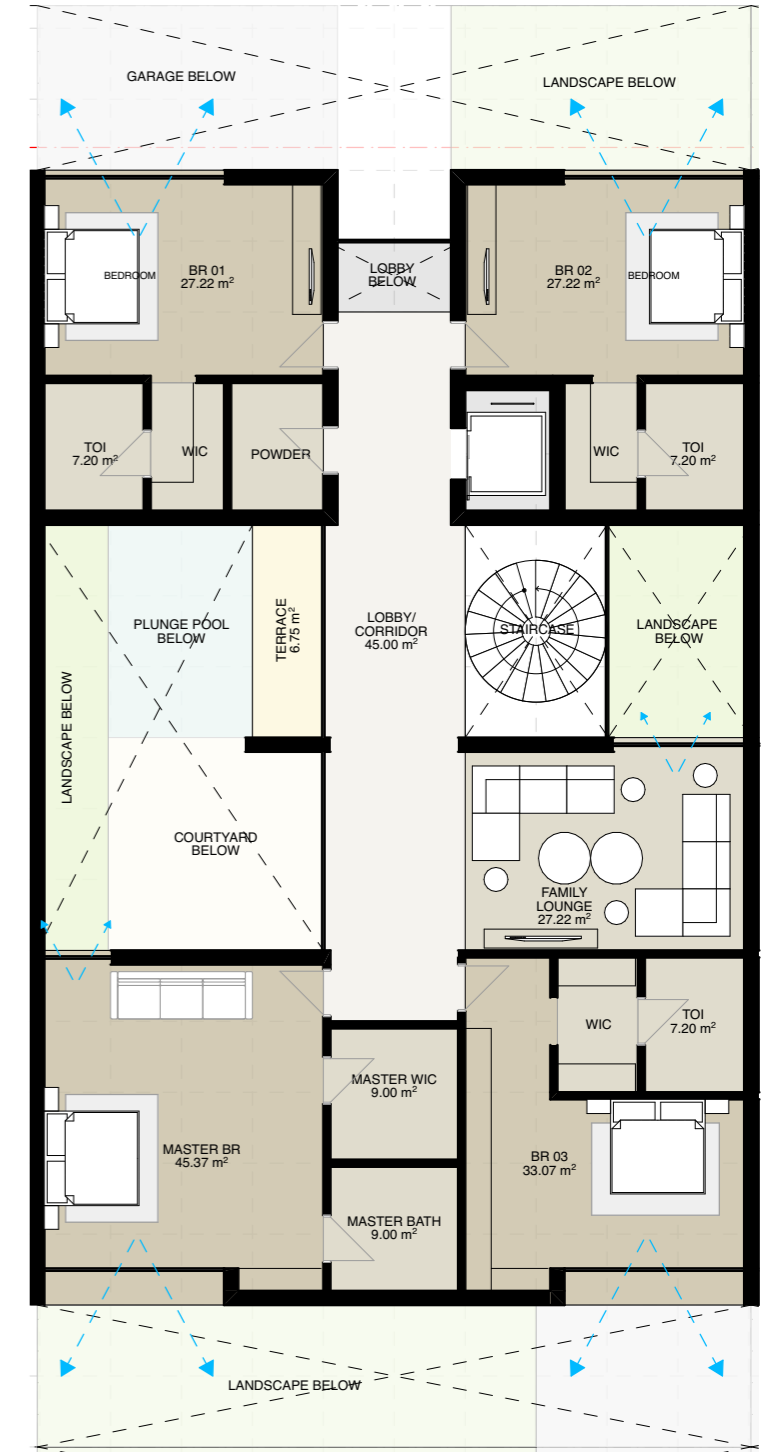 GARAGE BELOW
LANDSCAPE BELOW
BEDROOM
BR 01
27.22 m²
LOBBY
BELOW
BR 02
27.22 m²
BEDROOM
TOI
7.20 m²
WIC
POWDER
WIC
TOI
7.20 m²
PLUNGE POOL
BELOW
TERRACE
6.75 m²
LOBBY/
CORRIDOR
45.00 m²
STAIRCASE
LANDSCAPE
BELOW
LANDSCAPE BELOW
COURTYARD
BELOW
FAMILY
LOUNGE
27.22 m²
WIC
TOI
7.20 m²
MASTER WIC
9.00 m²
MASTER BR
45.37 m²
BR 03
33.07 m²
MASTER BATH
9.00 m²
LANDSCAPE BELOW